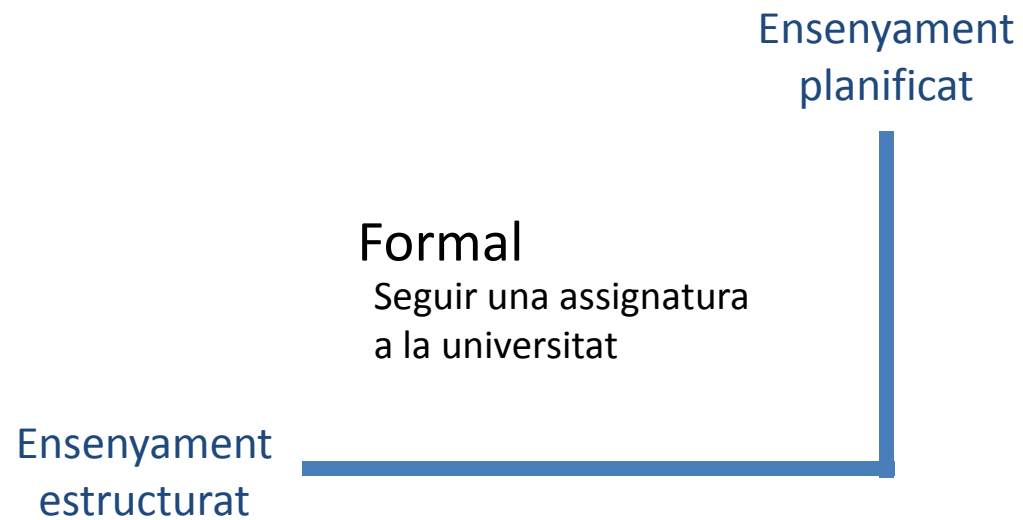 Ensenyament
planificat
Formal
Seguir una assignatura
a la universitat
Ensenyament
estructurat